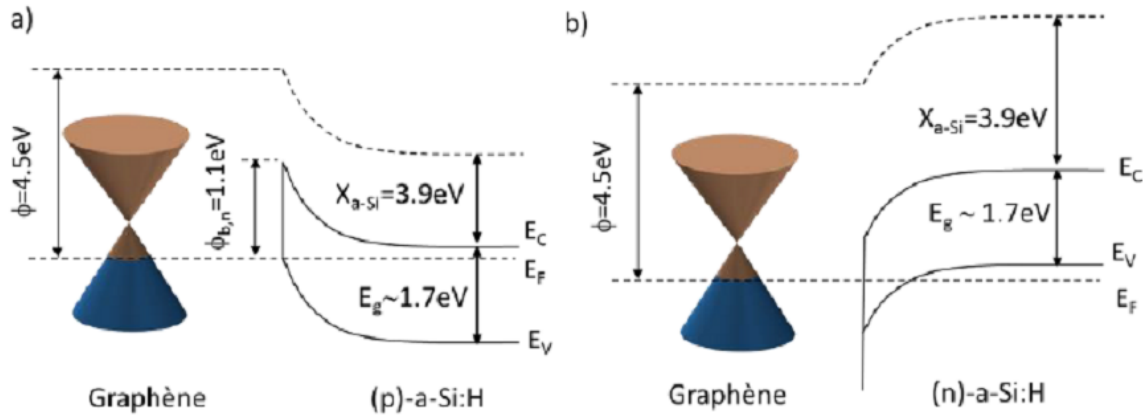 a)
ϕ=4.5eV
ϕb,n=1.1eV
Xa-Si=3.9eV
EC
EF
Eg~1.7eV
EV
Graphène
(p)-a-Si:H
b)
ϕ=4.5eV
Xa-Si=3.9eV
EC
Eg ~ 1.7eV
EV
EF
Graphène
(n)-a-Si:H